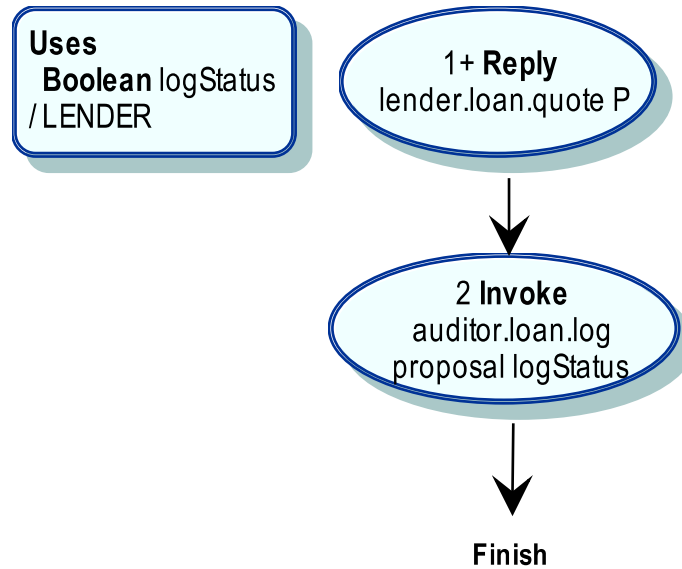 Uses
Boolean logStatus
/ LENDER
1+ Reply
lender.loan.quote P
2 Invoke
auditor.loan.log
proposal logStatus
Finish